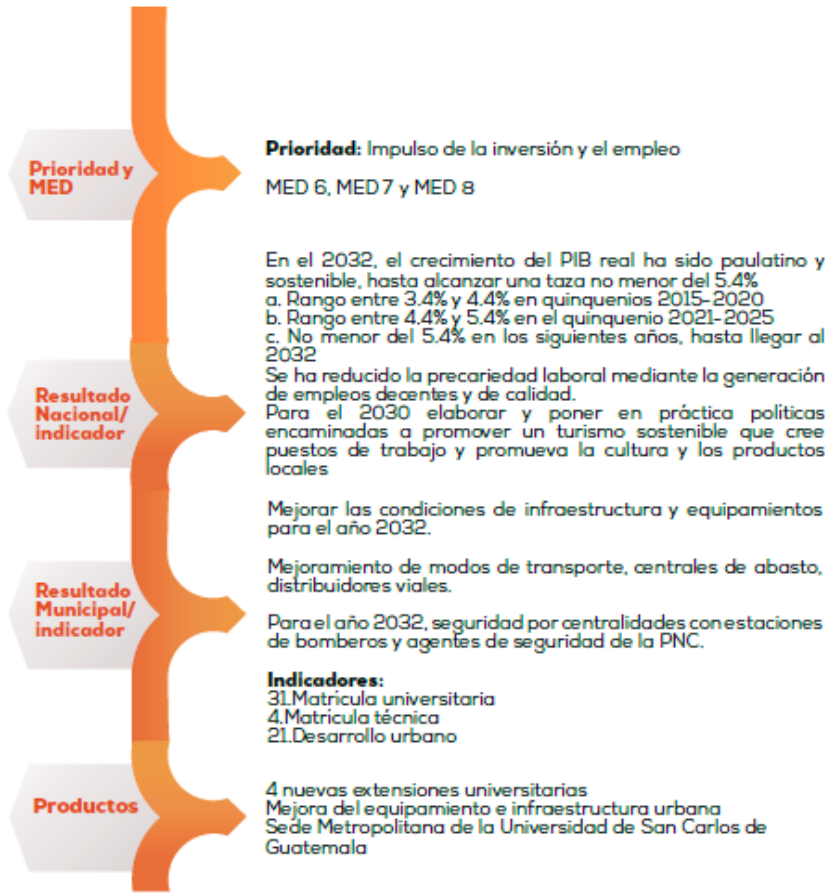 Prioridad y
MED
Prioridad: Impulso de la inversión y el empleo
MED 6, MED 7 y MED 8
Resultado
Nacional/
indicador
En el 2032, el crecimiento del PIB real ha sido paulatino y
sostenible, hasta alcanzar una taza no menor del 5.4%
a. Rango entre 3.4% y 4.4% en quinquenios 2015-2020
b. Rango entre 4.4% y 5.4% en el quinquenio 2021-2025
c. No menor del 5.4% en los siguientes años, hasta llegar al
2032
Se ha reducido la precariedad laboral mediante la generación
de empleos decentes y de calidad.
Para el 2030 elaborar y poner en práctica políticas
encaminadas a promover un turismo sostenible que cree
puestos de trabajo y promueva la cultura y los productos
locales
Resultado
Municipal/
indicador
Mejorar las condiciones de infraestructura y equipamientos
para el año 2032.
Mejoramiento de modos de transporte, centrales de abasto,
distribuidores viales.
Para el año 2032, seguridad por centralidades con estaciones
de bomberos y agentes de seguridad de la PNC.
Indicadores:
31.Matricula universitaria
4.Matricula técnica
21.Desarrollo urbano
Productos
4 nuevas extensiones universitarias
Mejora del equipamiento e infraestructura urbana
Sede Metropolitana de la Universidad de San Carlos de
Guatemala